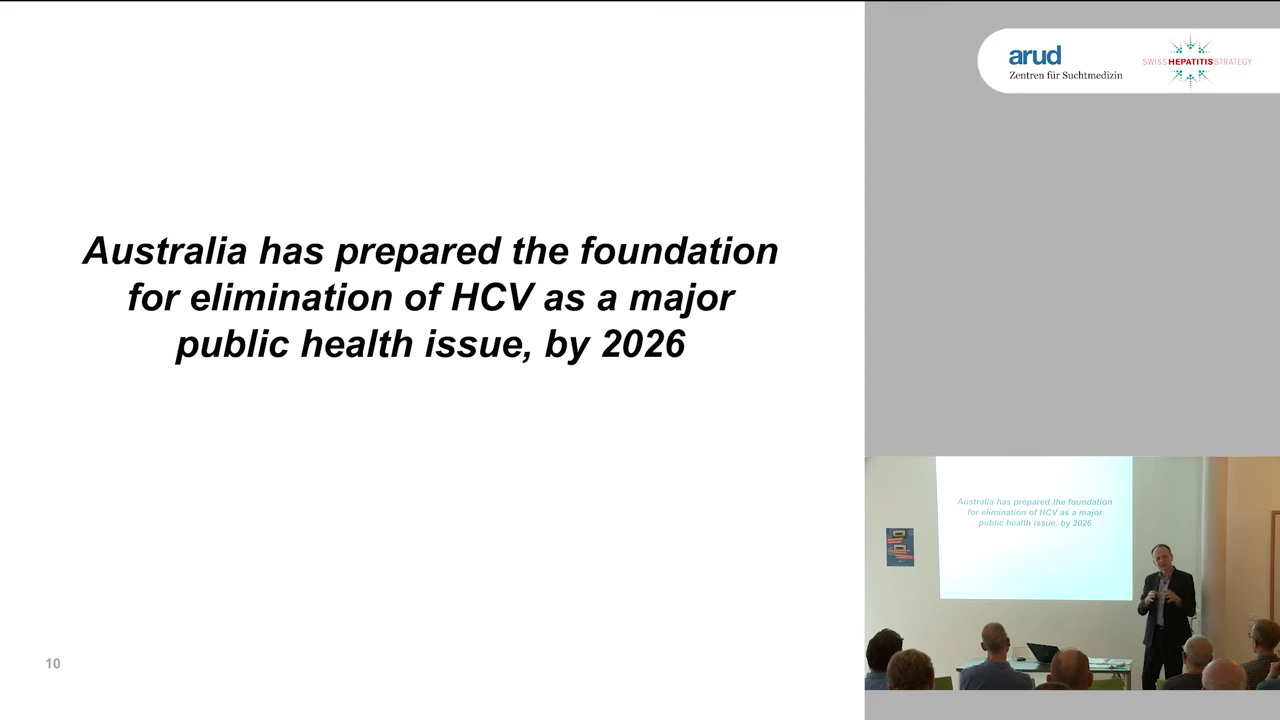 Australia has prepared the foundation
for elimination of HCV as a major
public health issue, by 2026
10
arud
Zentren für Suchtmedizin
SWISS HEPATITIS STRATEGY
Australia has prepared the foundation
for elimination of HCV as a major
public health issue, by 2026